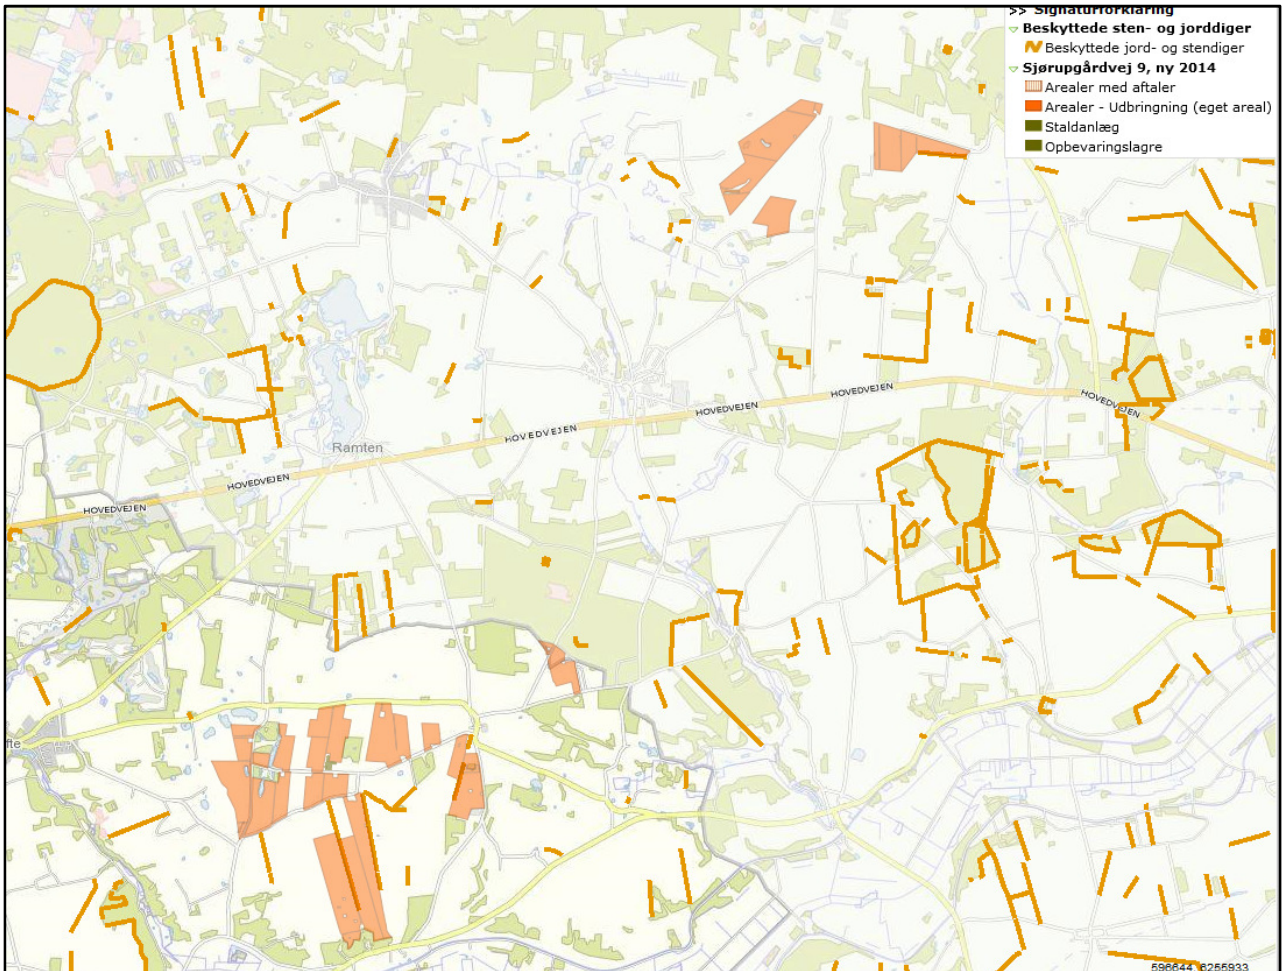 >> Signaturforklaring
Beskyttede sten- og jorddiger
Beskyttede jord- og stendiger
Sjørupgårdvej 9, ny 2014
Arealer med aftaler
Arealer - Udbringning (eget areal)
Staldanlæg
Opbevaringslagre
HOVEDVEJEN
HOVEDVEJEN
HOVEDVEJEN
HOVEDVEJEN
Ramten
HOVEDVEJEN
HOVEDVEJEN
fte
596644, 6255933